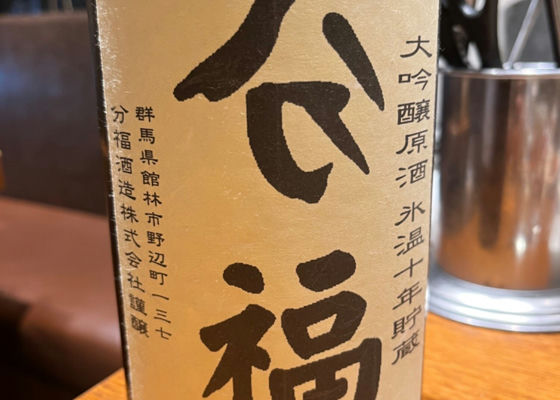 大吟醸原酒 氷温十年貯蔵
分福
群馬県館林市野辺町一三七
分福酒造株式会社謹醸